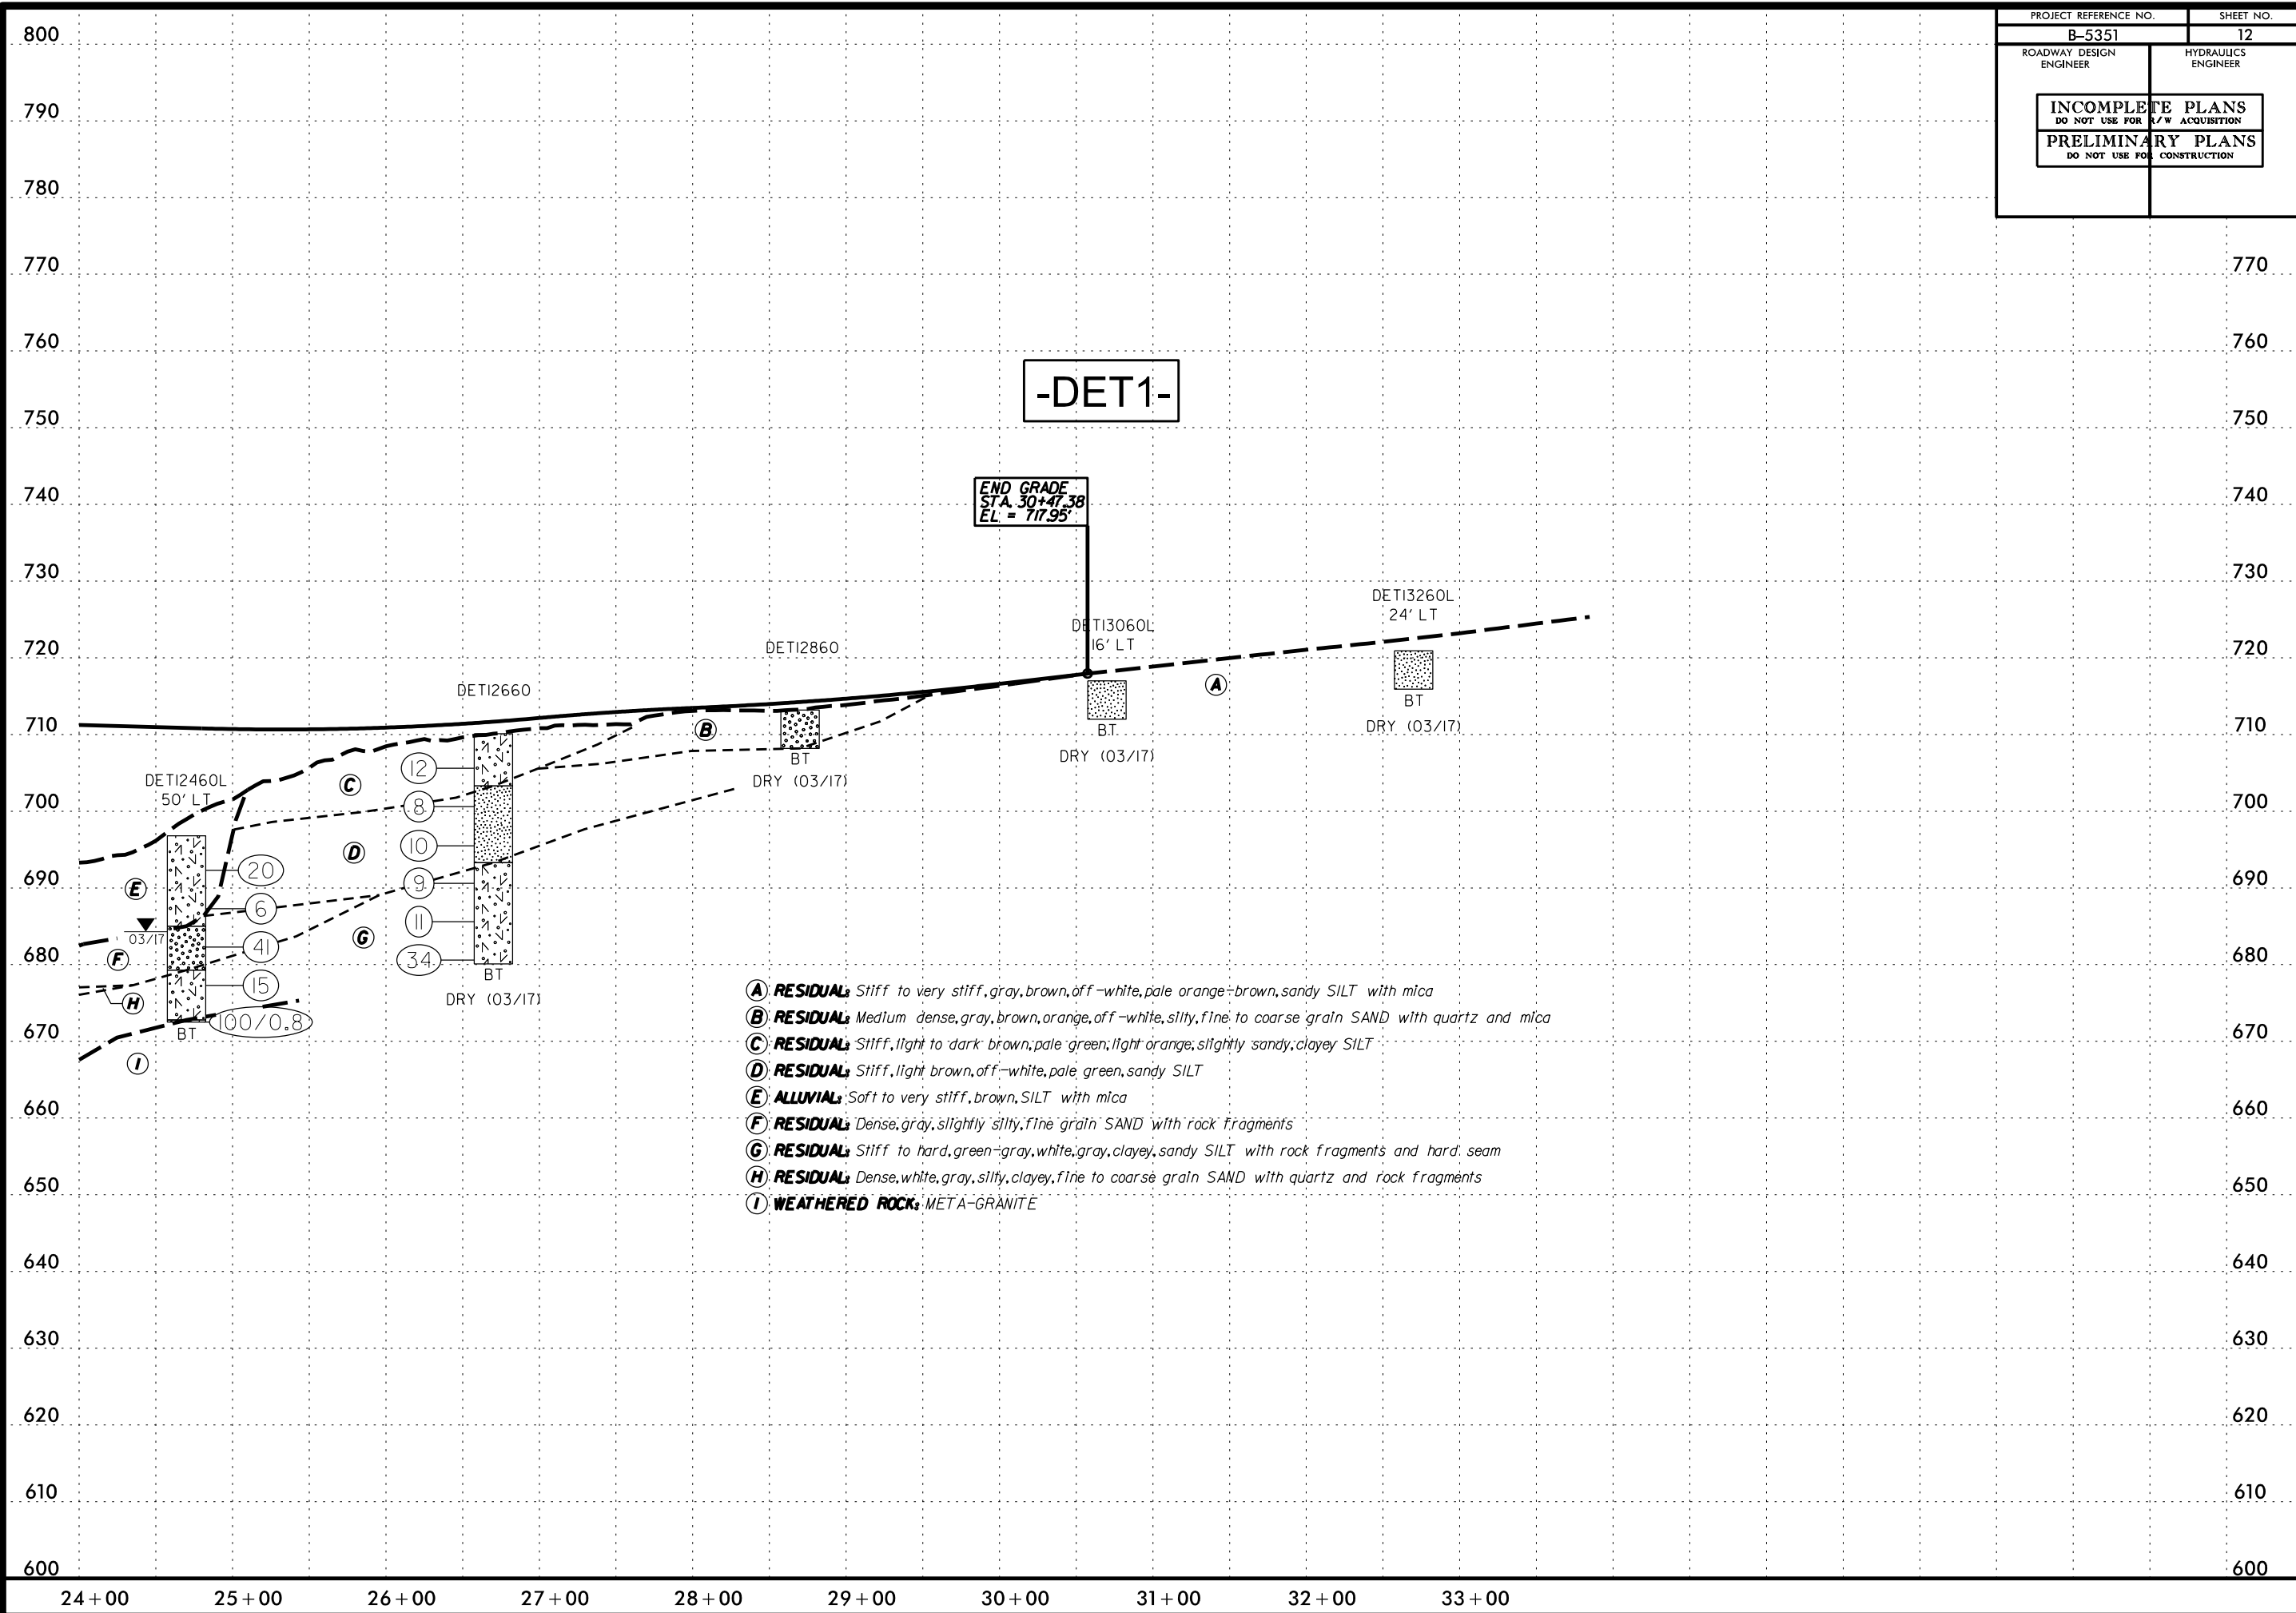 PROJECT REFERENCE NO. SHEET NO.
B–5351 12
ROADWAY DESIGN ENGINEER
HYDRAULICS ENGINEER
INCOMPLETE PLANS
DO NOT USE FOR R/W ACQUISITION
PRELIMINARY PLANS
DO NOT USE FOR CONSTRUCTION
800
790
780
770 770
760 760
-DET1-
750 750
740 740
END GRADE
STA. 30+47.38
EL = 717.95'
730 730
DET13260L
24' LT
DET13060L
16' LT
720 720
DET12860
DET12660
A
BT
DRY (03/17)
710 710
B
BT
DRY (03/17)
BT
DRY (03/17)
DET12460L
50' LT
C
12
700 700
8
D
10
20
9
690 690
E
6
11
03/17
G
41
F
34
680 680
BT
DRY (03/17)
15
H
100/0.8
BT
670 670
I
A RESIDUAL: Stiff to very stiff, gray, brown, off-white, pale orange-brown, sandy SILT with mica
B RESIDUAL: Medium dense, gray, brown, orange, off-white, silty, fine to coarse grain SAND with quartz and mica
C RESIDUAL: Stiff, light to dark brown, pale green, light orange, slightly sandy, clayey SILT
D RESIDUAL: Stiff, light brown, off-white, pale green, sandy SILT
E ALLUVIAL: Soft to very stiff, brown, SILT with mica
F RESIDUAL: Dense, gray, slightly silty, fine grain SAND with rock fragments
G RESIDUAL: Stiff to hard, green-gray, white, gray, clayey, sandy SILT with rock fragments and hard seam
H RESIDUAL: Dense, white, gray, silty, clayey, fine to coarse grain SAND with quartz and rock fragments
I WEATHERED ROCK: META-GRANITE
660 660
650 650
640 640
630 630
620 620
610 610
600 600
24+00 25+00 26+00 27+00 28+00 29+00 30+00 31+00 32+00 33+00